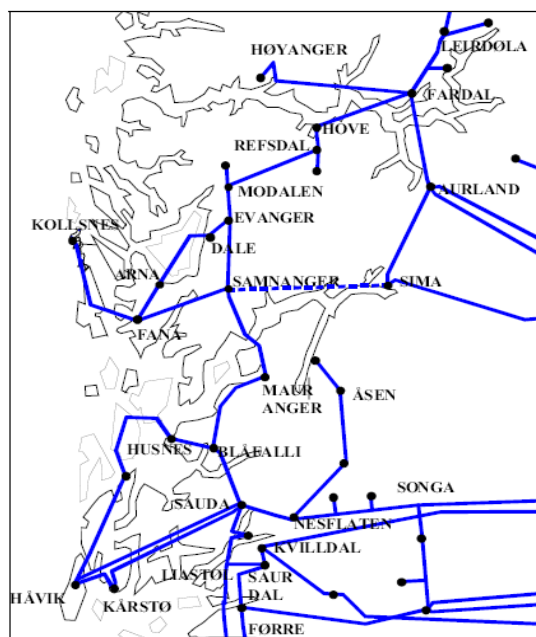 HØYANGER
LEIRDØLA
FARDAL
HOVE
REFSDAL
MODALEN
AURLAND
EVANGER
KOLLSNES
DALE
ARNA
SAMNANGER
SIMA
FANA
MAUR
ANGER
ÅSEN
HUSNES
BLÅFALLI
SONGA
SAUDA
NESFLATEN
KVILLDAL
LIASTØL
SAUR
DAL
HÅVIK
KÅRSTØ
FØRRE